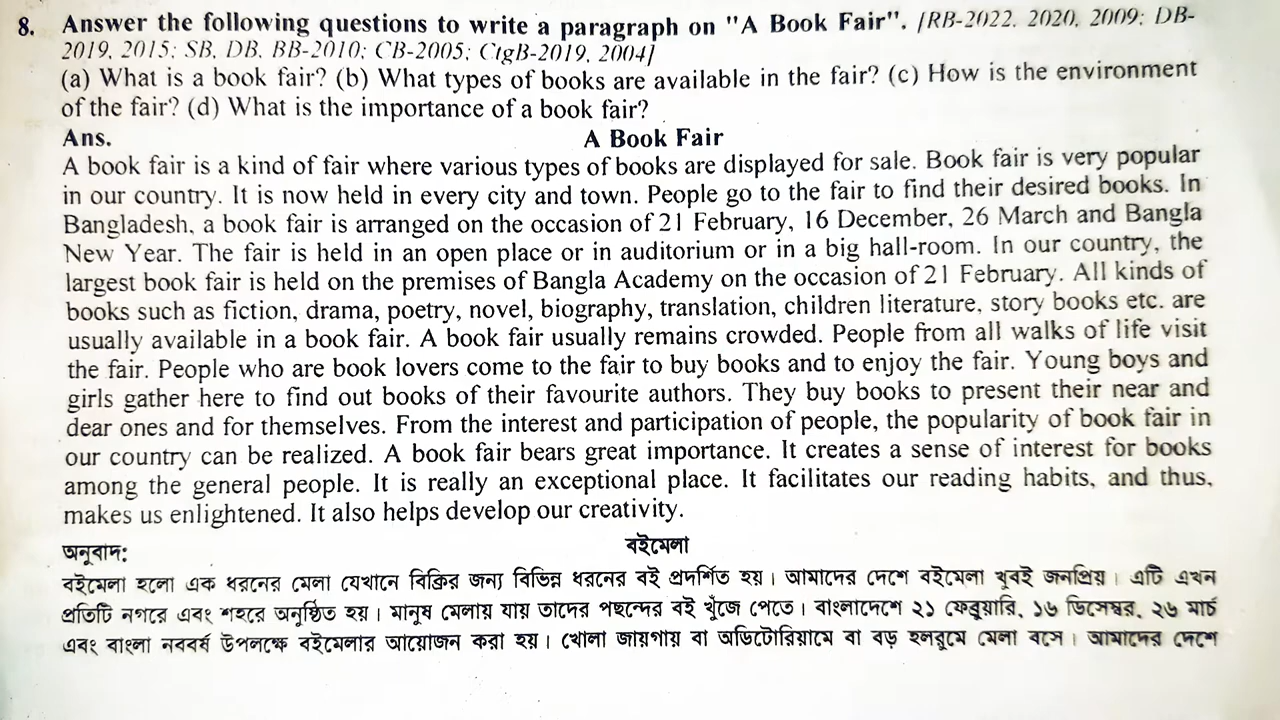 8. Answer the following questions to write a paragraph on "A Book Fair". [RB-2022. 2020, 2009; DB-
2019, 2015; SB, DB, BB-2010; CB-2005; CtgB-2019, 2004]
(a) What is a book fair? (b) What types of books are available in the fair? (c) How is the environment
of the fair? (d) What is the importance of a book fair?
Ans. A Book Fair
A book fair is a kind of fair where various types of books are displayed for sale. Book fair is very popular
in our country. It is now held in every city and town. People go to the fair to find their desired books. In
Bangladesh, a book fair is arranged on the occasion of 21 February, 16 December, 26 March and Bangla
New Year. The fair is held in an open place or in auditorium or in a big hall-room. In our country, the
largest book fair is held on the premises of Bangla Academy on the occasion of 21 February. All kinds of
books such as fiction, drama, poetry, novel, biography, translation, children literature, story books etc. are
usually available in a book fair. A book fair usually remains crowded. People from all walks of life visit
the fair. People who are book lovers come to the fair to buy books and to enjoy the fair. Young boys and
girls gather here to find out books of their favourite authors. They buy books to present their near and
dear ones and for themselves. From the interest and participation of people, the popularity of book fair in
our country can be realized. A book fair bears great importance. It creates a sense of interest for books
among the general people. It is really an exceptional place. It facilitates our reading habits, and thus,
makes us enlightened. It also helps develop our creativity.
অনুবাদ: বইমেলা
বইমেলা হলো এক ধরনের মেলা যেখানে বিক্রির জন্য বিভিন্ন ধরনের বই প্রদর্শিত হয়। আমাদের দেশে বইমেলা খুবই জনপ্রিয়। এটি এখন
প্রতিটি নগরে এবং শহরে অনুষ্ঠিত হয়। মানুষ মেলায় যায় তাদের পছন্দের বই খুঁজে পেতে। বাংলাদেশে ২১ ফেব্রুয়ারি, ১৬ ডিসেম্বর, ২৬ মার্চ
এবং বাংলা নববর্ষ উপলক্ষে বইমেলার আয়োজন করা হয়। খোলা জায়গায় বা অডিটোরিয়ামে বা বড় হলরুমে মেলা বসে। আমাদের দেশে